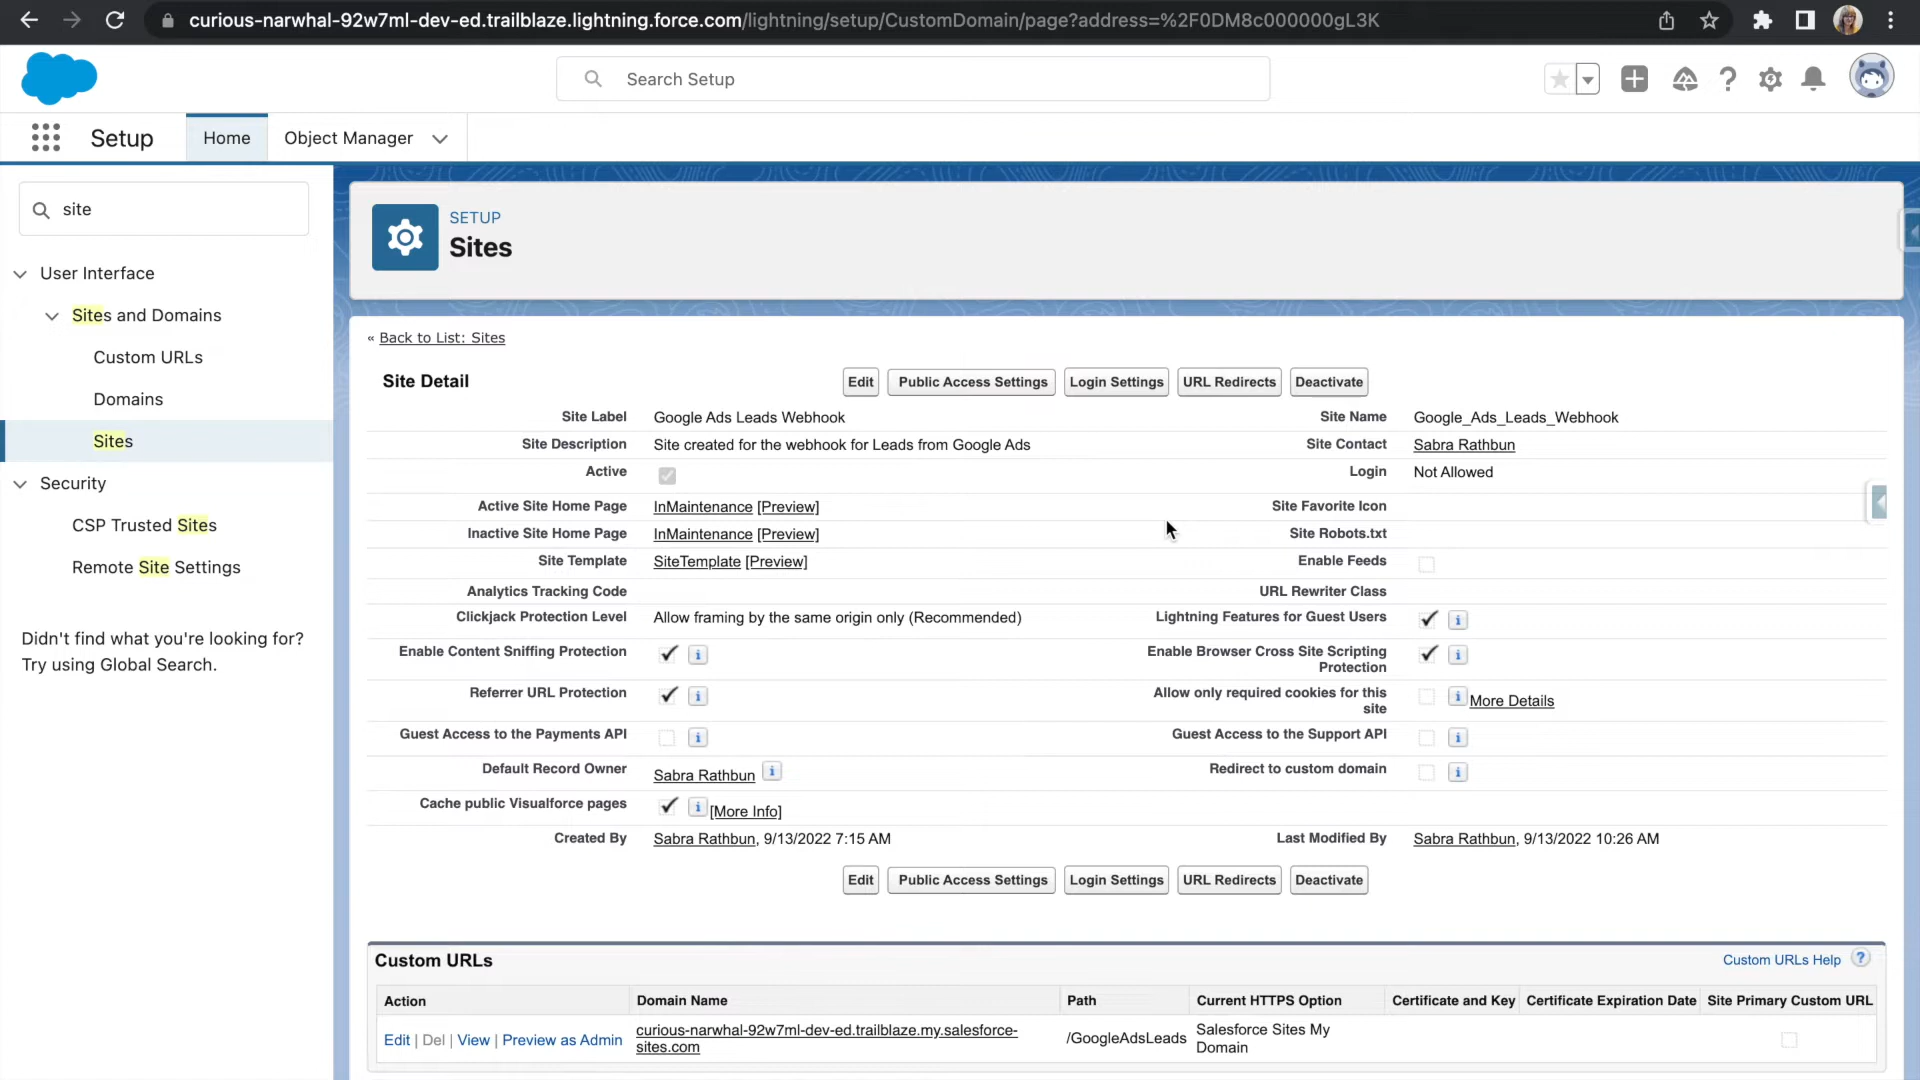 curious-narwhal-92w7ml-dev-ed.trailblaze.lightning.force.com/lightning/setup/CustomDomain/page?address=%2F0DM8c000000gL3K
Search Setup
Setup
Home
Object Manager
site
User Interface
Sites and Domains
Custom URLs
Domains
Sites
Security
CSP Trusted Sites
Remote Site Settings
Didn't find what you're looking for?
Try using Global Search.
SETUP
Sites
« Back to List: Sites
Site Detail
Edit Public Access Settings Login Settings URL Redirects Deactivate
Site Label Google Ads Leads Webhook Site Name Google_Ads_Leads_Webhook
Site Description Site created for the webhook for Leads from Google Ads Site Contact Sabra Rathbun
Active Login Not Allowed
Active Site Home Page InMaintenance [Preview] Site Favorite Icon
Inactive Site Home Page InMaintenance [Preview] Site Robots.txt
Site Template SiteTemplate [Preview] Enable Feeds
Analytics Tracking Code URL Rewriter Class
Clickjack Protection Level Allow framing by the same origin only (Recommended) Lightning Features for Guest Users
Enable Content Sniffing Protection Enable Browser Cross Site Scripting
Protection
Referrer URL Protection Allow only required cookies for this
site More Details
Guest Access to the Payments API Guest Access to the Support API
Default Record Owner Sabra Rathbun Redirect to custom domain
Cache public Visualforce pages [More Info]
Created By Sabra Rathbun, 9/13/2022 7:15 AM Last Modified By Sabra Rathbun, 9/13/2022 10:26 AM
Edit Public Access Settings Login Settings URL Redirects Deactivate
Custom URLs Custom URLs Help ?
Action Domain Name Path Current HTTPS Option Certificate and Key Certificate Expiration Date Site Primary Custom URL
Edit | Del | View | Preview as Admin curious-narwhal-92w7ml-dev-ed.trailblaze.my.salesforce-
sites.com /GoogleAdsLeads Salesforce Sites My
Domain